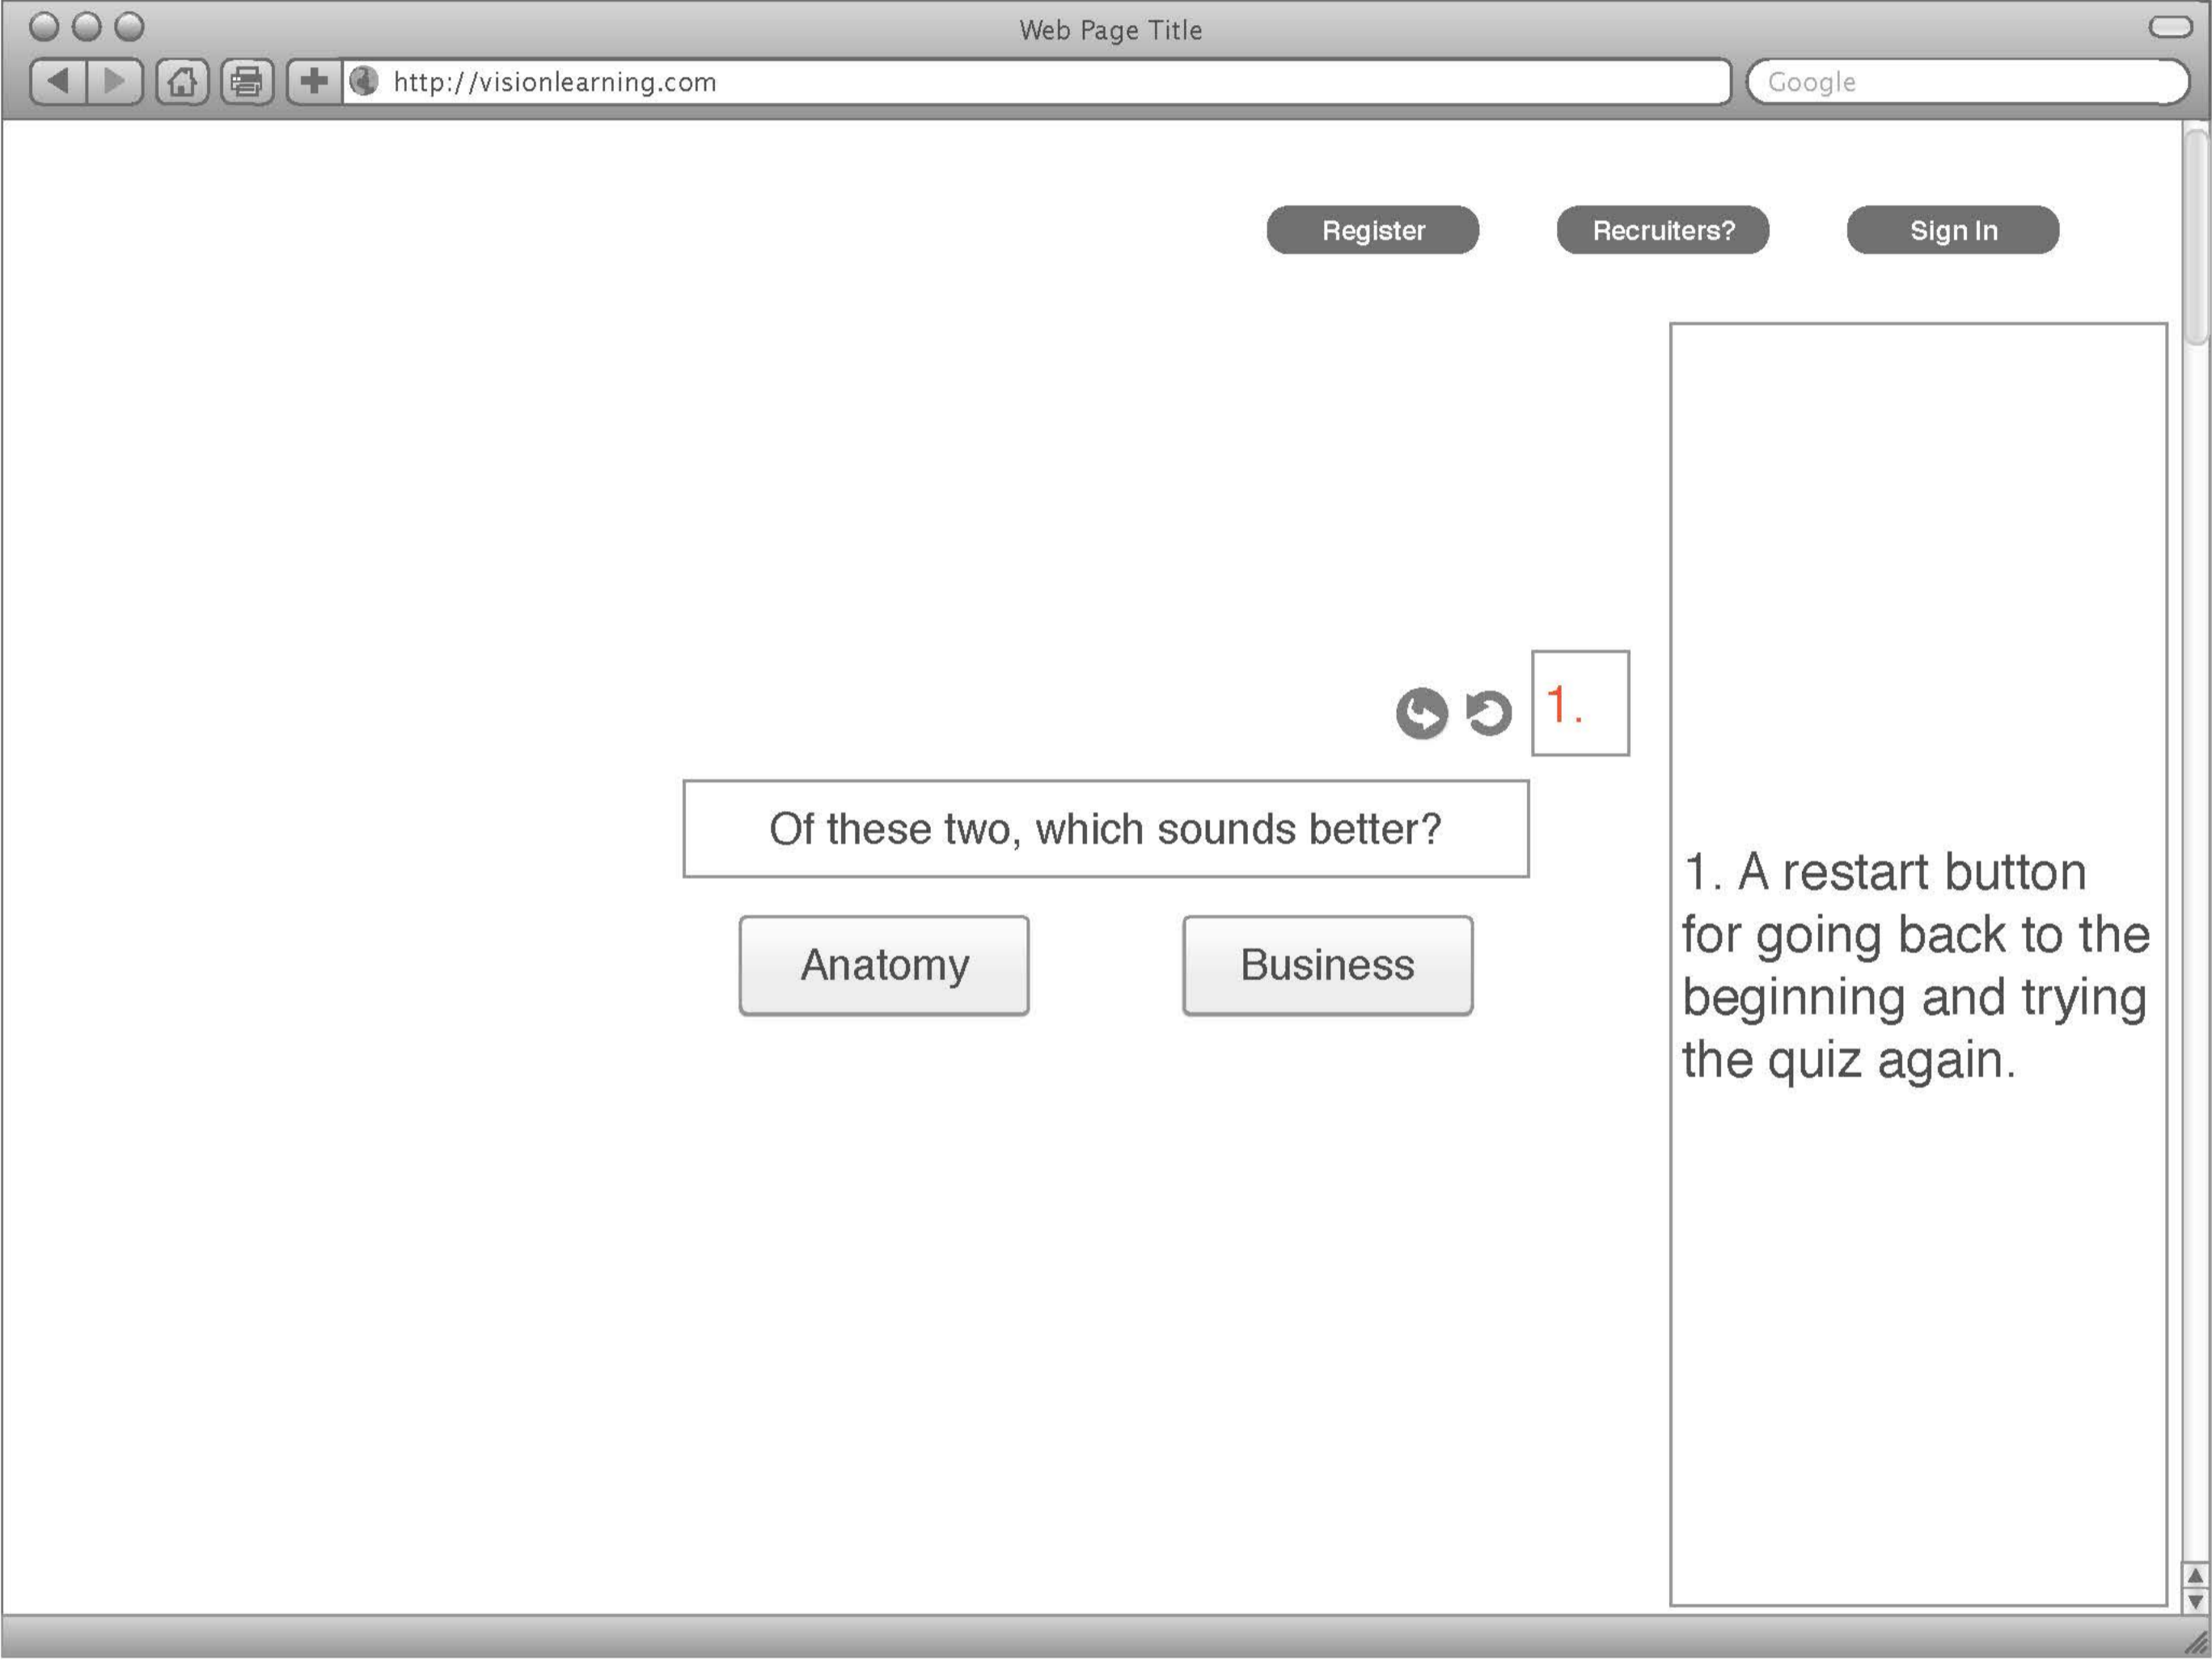 Web Page Title
http://visionlearning.com
Google
Register
Recruiters?
Sign In
1.
Of these two, which sounds better?
Anatomy
Business
1. A restart button
for going back to the
beginning and trying
the quiz again.